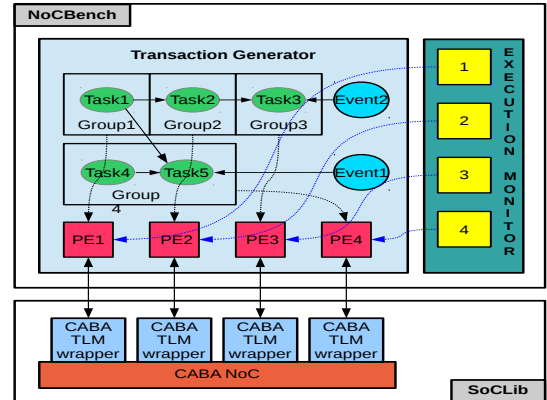 NoCBench
Transaction Generator
Task1
Task2
Task3
Event2
Group1
Group2
Group3
Task4
Task5
Event1
Group
4
PE1
PE2
PE3
PE4
1
2
3
4
EXECUTION MONITOR
CABA
TLM
wrapper
CABA
TLM
wrapper
CABA
TLM
wrapper
CABA
TLM
wrapper
CABA NoC
SoCLib